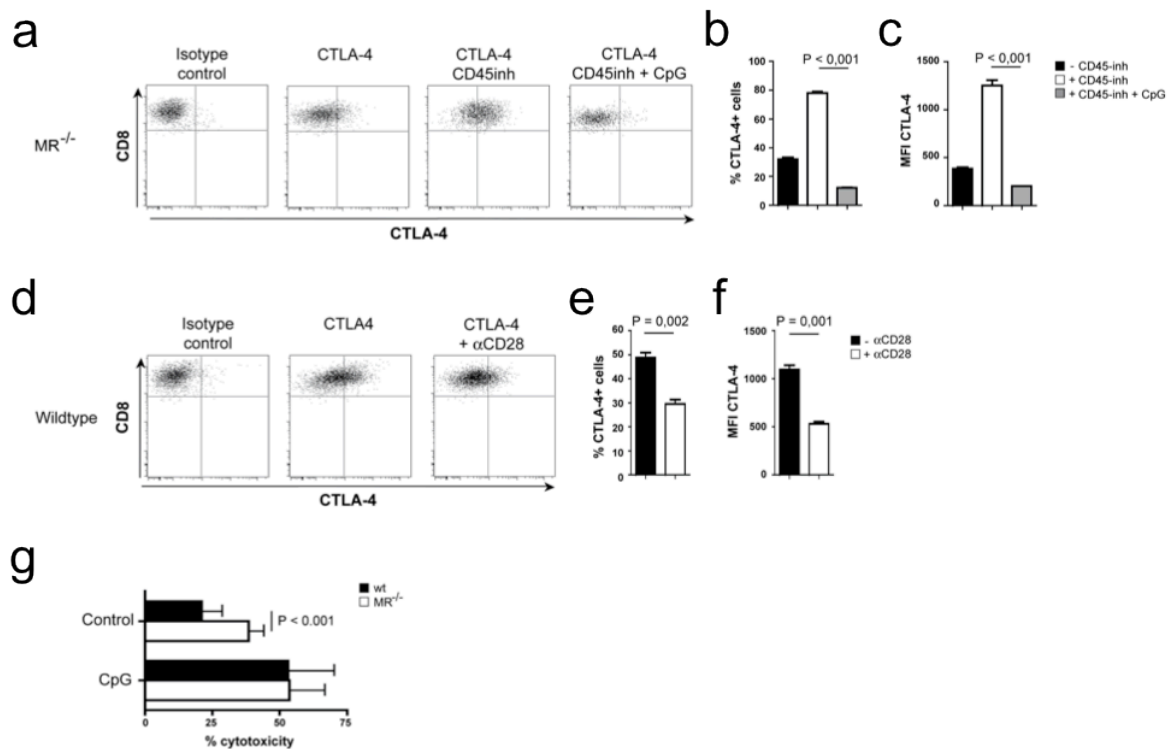 a
Isotype
control
CTLA-4
CTLA-4
CD45inh
CTLA-4
CD45inh + CpG
MR-/-
CD8
CTLA-4
b
P < 0,001
% CTLA-4+ cells
100
80
60
40
20
0
c
P < 0,001
MFI CTLA-4
1500
1000
500
0
- CD45-inh
+ CD45-inh
+ CD45-inh + CpG
d
Isotype
control
CTLA4
CTLA-4
+ αCD28
Wildtype
CD8
CTLA-4
e
P = 0,002
% CTLA-4+ cells
60
50
40
30
20
10
0
f
P = 0,001
MFI CTLA-4
1500
1000
500
0
- αCD28
+ αCD28
g
wt
MR-/-
Control
P < 0.001
CpG
0
25
50
75
% cytotoxicity